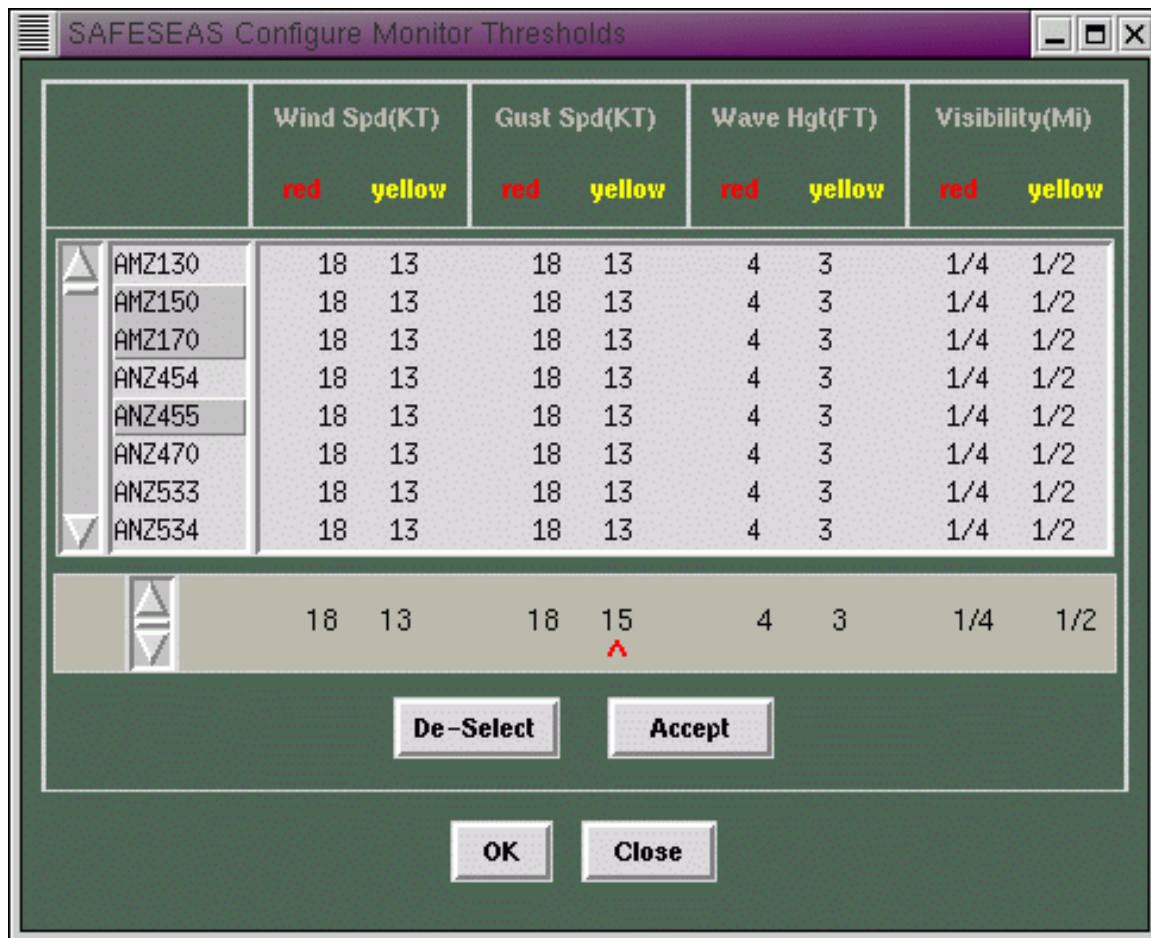 SAFESEAS Configure Monitor Thresholds
Wind Spd(KT) Gust Spd(KT) Wave Hgt(FT) Visibility(Mi)
red yellow red yellow red yellow red yellow
AMZ130 18 13 18 13 4 3 1/4 1/2
AMZ150 18 13 18 13 4 3 1/4 1/2
AMZ170 18 13 18 13 4 3 1/4 1/2
ANZ454 18 13 18 13 4 3 1/4 1/2
ANZ455 18 13 18 13 4 3 1/4 1/2
ANZ470 18 13 18 13 4 3 1/4 1/2
ANZ533 18 13 18 13 4 3 1/4 1/2
ANZ534 18 13 18 13 4 3 1/4 1/2
18 13 18 15 4 3 1/4 1/2
^
De-Select Accept
OK Close